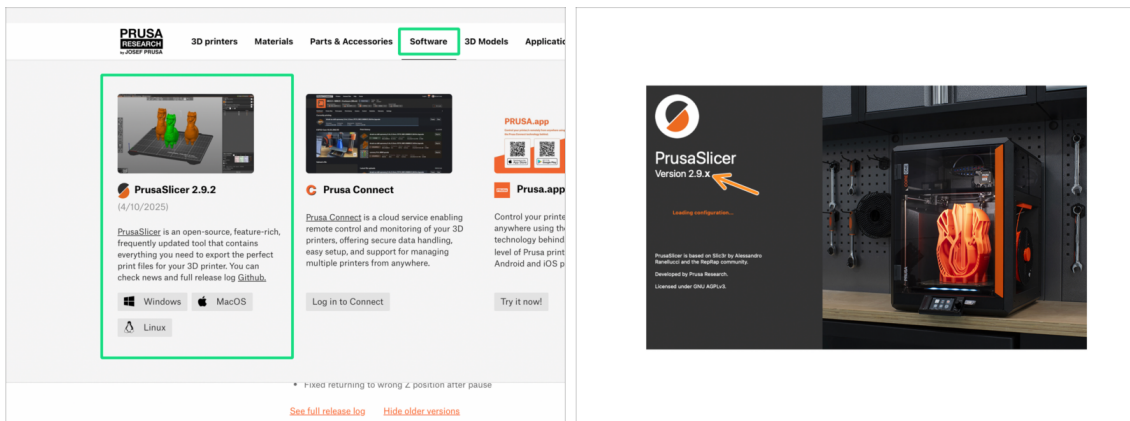 PRUSA
RESEARCH
by JOSEF PRUSA
3D printers
Materials
Parts & Accessories
Software
3D Models
Applicatio
PrusaSlicer 2.9.2
(4/10/2025)
PrusaSlicer is an open-source, feature-rich,
frequently updated tool that contains
everything you need to export the perfect
print files for your 3D printer. You can
check news and full release log Github.
Windows
MacOS
Linux
Prusa Connect
Prusa Connect is a cloud service enabling
remote control and monitoring of your 3D
printers, offering secure data handling,
easy setup, and support for managing
multiple printers from anywhere.
Log in to Connect
PRUSA.app
Prusa.app
Control your printe
anywhere using the
technology behind
level of Prusa print
Android and iOS p
Try it now!
• Fixed returning to wrong Z position after pause
See full release log
Hide older versions
PrusaSlicer
Version 2.9.x
Loading configuration...
PrusaSlicer is based on Slic3r by Alessandro
Ranellucci and the RepRap community.
Developed by Prusa Research.
Licensed under GNU AGPLv3.